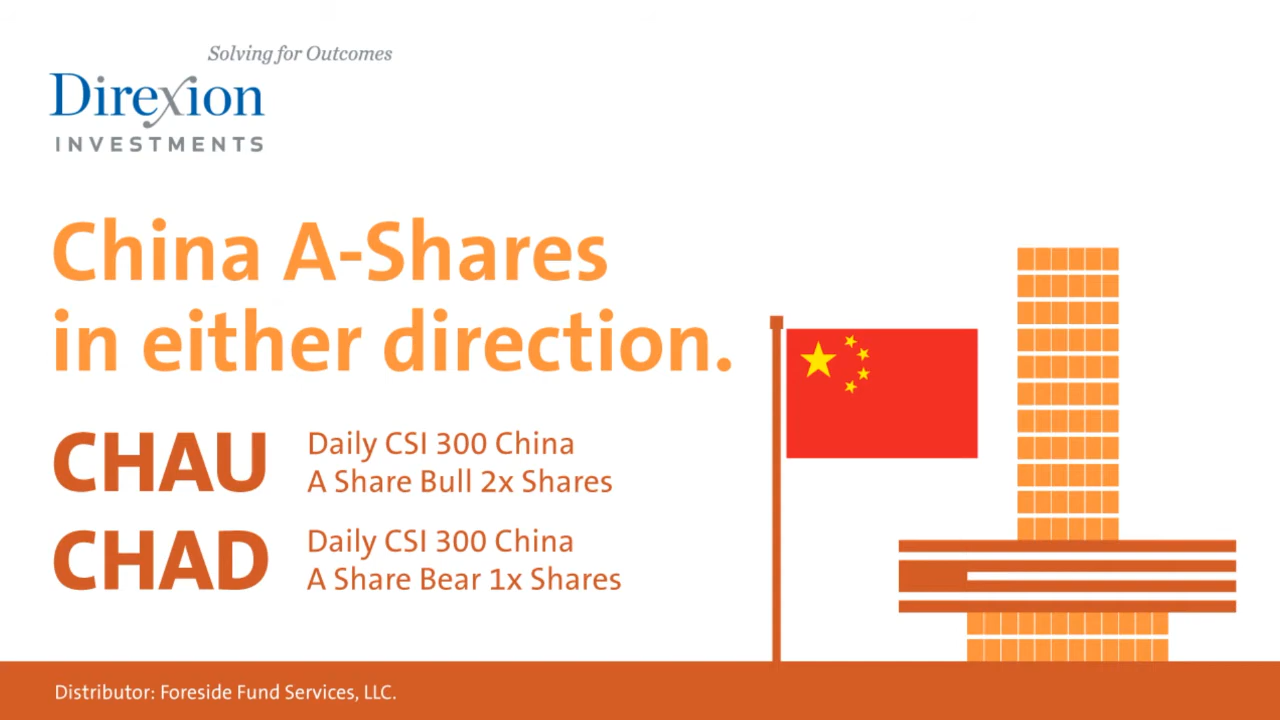 Solving for Outcomes
Direxion
INVESTMENTS
China A-Shares
in either direction.
CHAU
Daily CSI 300 China
A Share Bull 2x Shares
CHAD
Daily CSI 300 China
A Share Bear 1x Shares
Distributor: Foreside Fund Services, LLC.